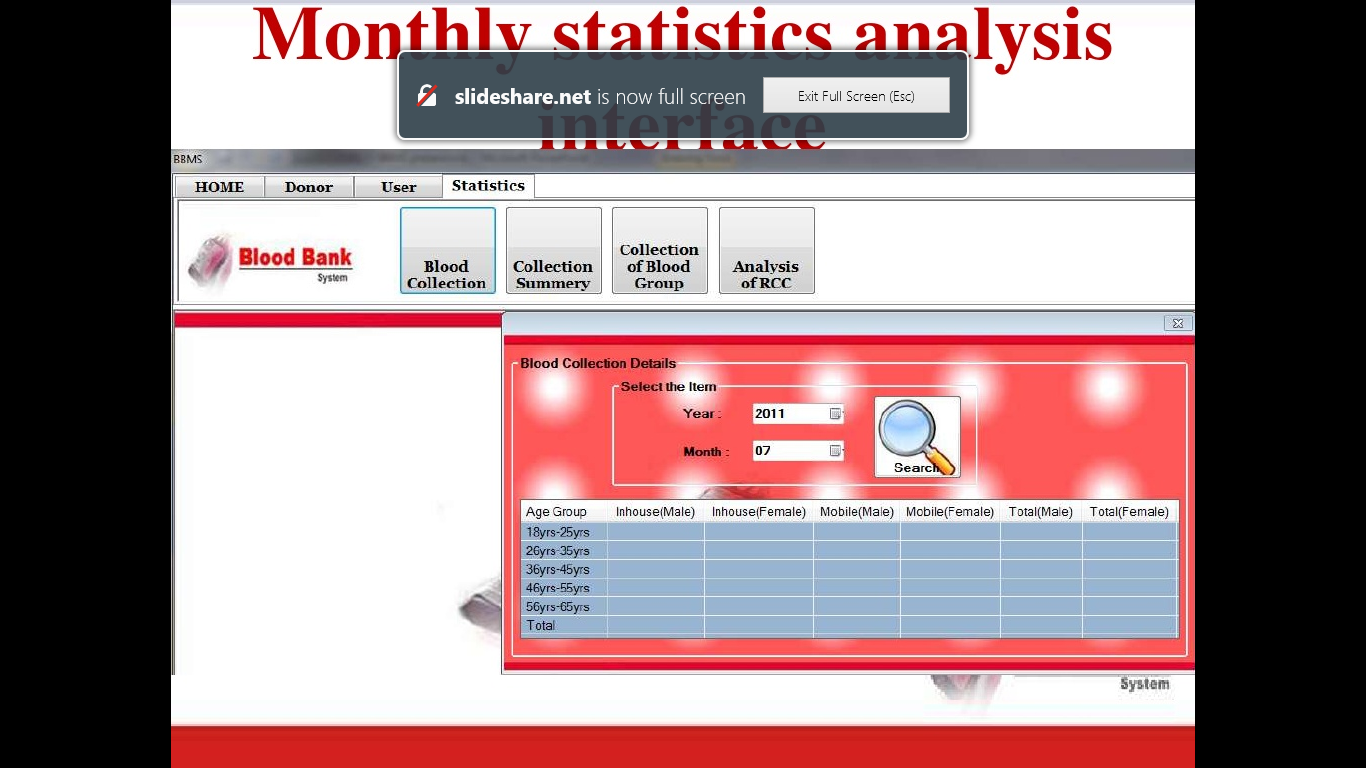 Monthly statistics analysis
slideshare.net is now full screen Exit Full Screen (Esc)
interface
BBMS
HOME Donor User Statistics
Blood Bank
System
Blood
Collection
Collection
Summery
Collection
of Blood
Group
Analysis
of RCC
Blood Collection Details
Select the Item
Year : 2011
Month : 07
Search
Age Group Inhouse(Male) Inhouse(Female) Mobile(Male) Mobile(Female) Total(Male) Total(Female)
18yrs-25yrs
26yrs-35yrs
36yrs-45yrs
46yrs-55yrs
56yrs-65yrs
Total
System